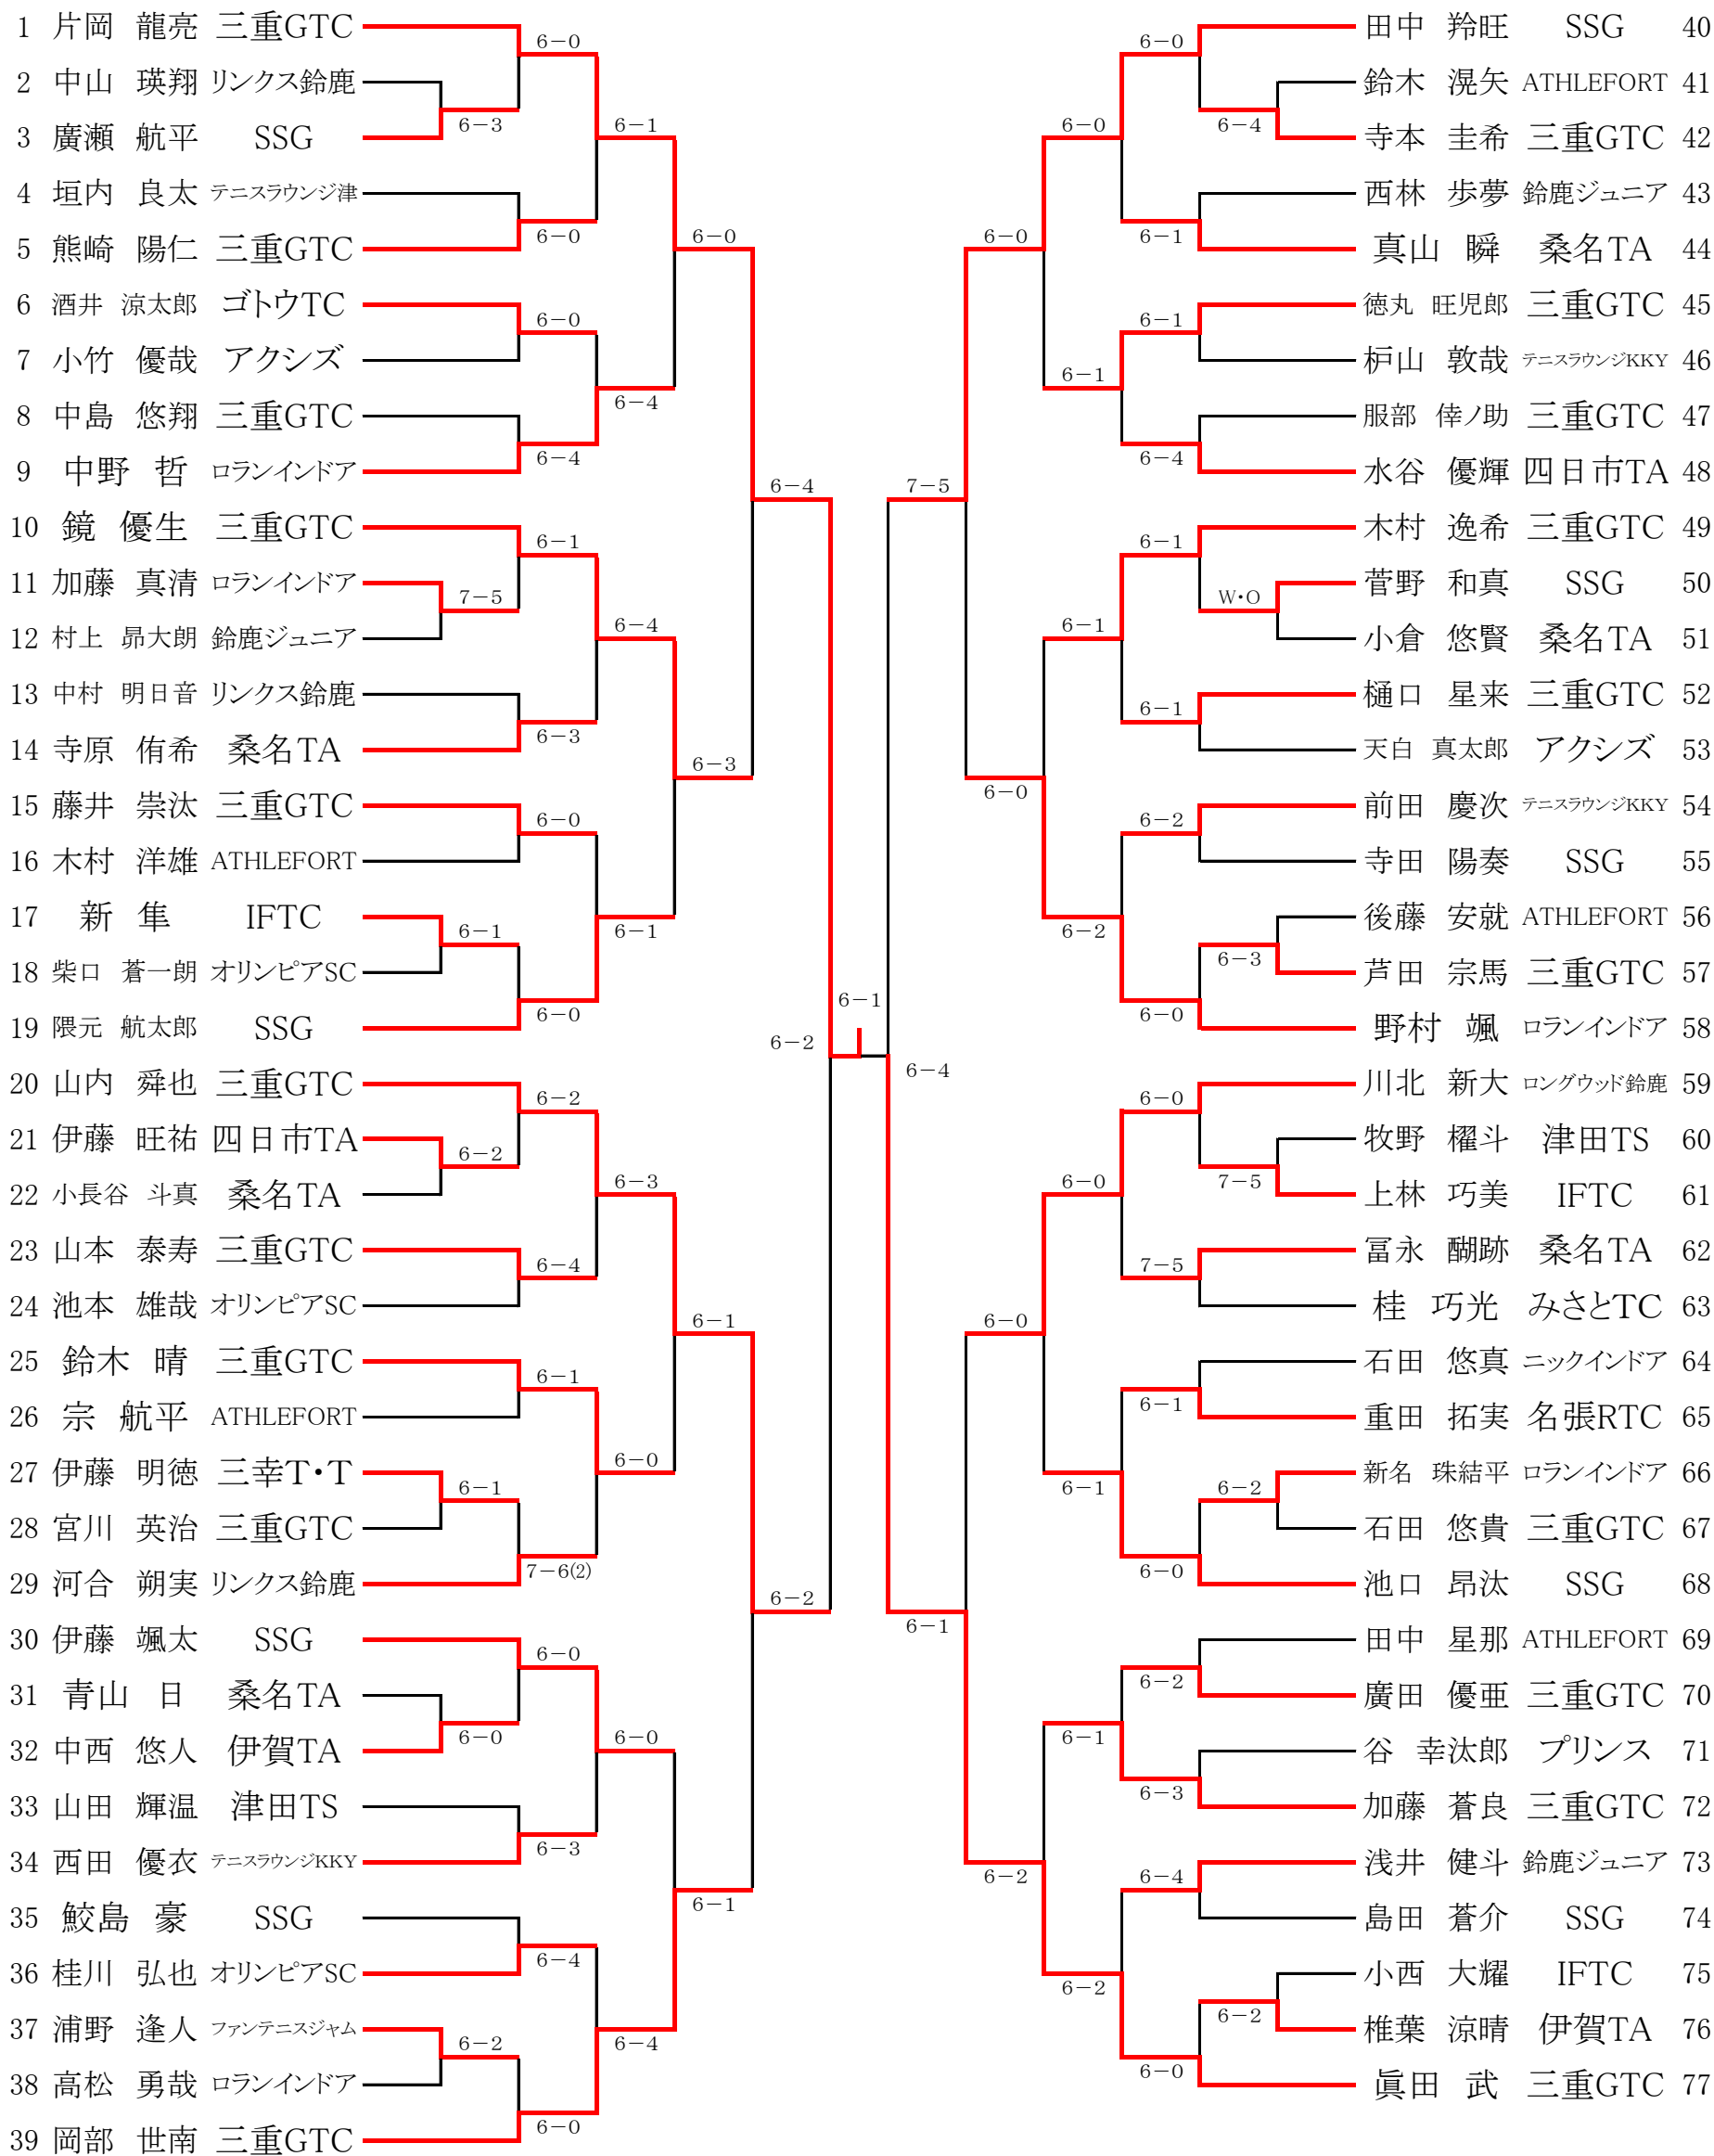 1 片岡 龍亮 三重GTC
2 中山 瑛翔 リンクス鈴鹿
3 廣瀬 航平 SSG
4 垣内 良太 テニスラウンジ津
5 熊崎 陽仁 三重GTC
6 酒井 涼太郎 ゴトウTC
7 小竹 優哉 アクシズ
8 中島 悠翔 三重GTC
9 中野 哲 ロランインドア
10 鏡 優生 三重GTC
11 加藤 真清 ロランインドア
12 村上 昴大朗 鈴鹿ジュニア
13 中村 明日音 リンクス鈴鹿
14 寺原 侑希 桑名TA
15 藤井 崇汰 三重GTC
16 木村 洋雄 ATHLEFORT
17 新 隼 IFTC
18 柴口 蒼一朗 オリンピアSC
19 隈元 航太郎 SSG
20 山内 舜也 三重GTC
21 伊藤 旺祐 四日市TA
22 小長谷 斗真 桑名TA
23 山本 泰寿 三重GTC
24 池本 雄哉 オリンピアSC
25 鈴木 晴 三重GTC
26 宗 航平 ATHLEFORT
27 伊藤 明徳 三幸T・T
28 宮川 英治 三重GTC
29 河合 朔実 リンクス鈴鹿
30 伊藤 颯太 SSG
31 青山 日 桑名TA
32 中西 悠人 伊賀TA
33 山田 輝温 津田TS
34 西田 優衣 テニスラウンジKKY
35 鮫島 豪 SSG
36 桂川 弘也 オリンピアSC
37 浦野 逢人 ファンテニスジャム
38 高松 勇哉 ロランインドア
39 岡部 世南 三重GTC
6-3
7-5
6-1
6-2
6-1
6-0
6-2
6-0
6-0
6-0
6-4
6-1
6-3
6-0
6-0
6-2
6-4
6-1
7-6(2)
6-0
6-3
6-4
6-0
6-1
6-4
6-4
6-1
6-3
6-0
6-0
6-4
6-0
6-3
6-1
6-1
6-4
6-2
6-2
6-1
6-4
7-5
6-1
6-0
6-0
6-0
6-2
6-0
6-1
6-1
6-2
6-0
6-1
6-1
6-2
6-0
6-1
6-1
6-4
6-1
6-1
6-2
6-0
6-0
7-5
6-1
6-0
6-2
6-3
6-4
6-0
6-4
W・O
6-3
7-5
6-2
6-2
田中 羚旺 SSG 40
鈴木 滉矢 ATHLEFORT 41
寺本 圭希 三重GTC 42
西林 歩夢 鈴鹿ジュニア 43
真山 瞬 桑名TA 44
徳丸 旺児郎 三重GTC 45
枦山 敦哉 テニスラウンジKKY 46
服部 倖ノ助 三重GTC 47
水谷 優輝 四日市TA 48
木村 逸希 三重GTC 49
菅野 和真 SSG 50
小倉 悠賢 桑名TA 51
樋口 星来 三重GTC 52
天白 真太郎 アクシズ 53
前田 慶次 テニスラウンジKKY 54
寺田 陽奏 SSG 55
後藤 安就 ATHLEFORT 56
芦田 宗馬 三重GTC 57
野村 颯 ロランインドア 58
川北 新大 ロングウッド鈴鹿 59
牧野 櫂斗 津田TS 60
上林 巧美 IFTC 61
冨永 醐跡 桑名TA 62
桂 巧光 みさとTC 63
石田 悠真 ニックインドア 64
重田 拓実 名張RTC 65
新名 珠結平 ロランインドア 66
石田 悠貴 三重GTC 67
池口 昂汰 SSG 68
田中 星那 ATHLEFORT 69
廣田 優亜 三重GTC 70
谷 幸汰郎 プリンス 71
加藤 蒼良 三重GTC 72
浅井 健斗 鈴鹿ジュニア 73
島田 蒼介 SSG 74
小西 大耀 IFTC 75
椎葉 涼晴 伊賀TA 76
眞田 武 三重GTC 77